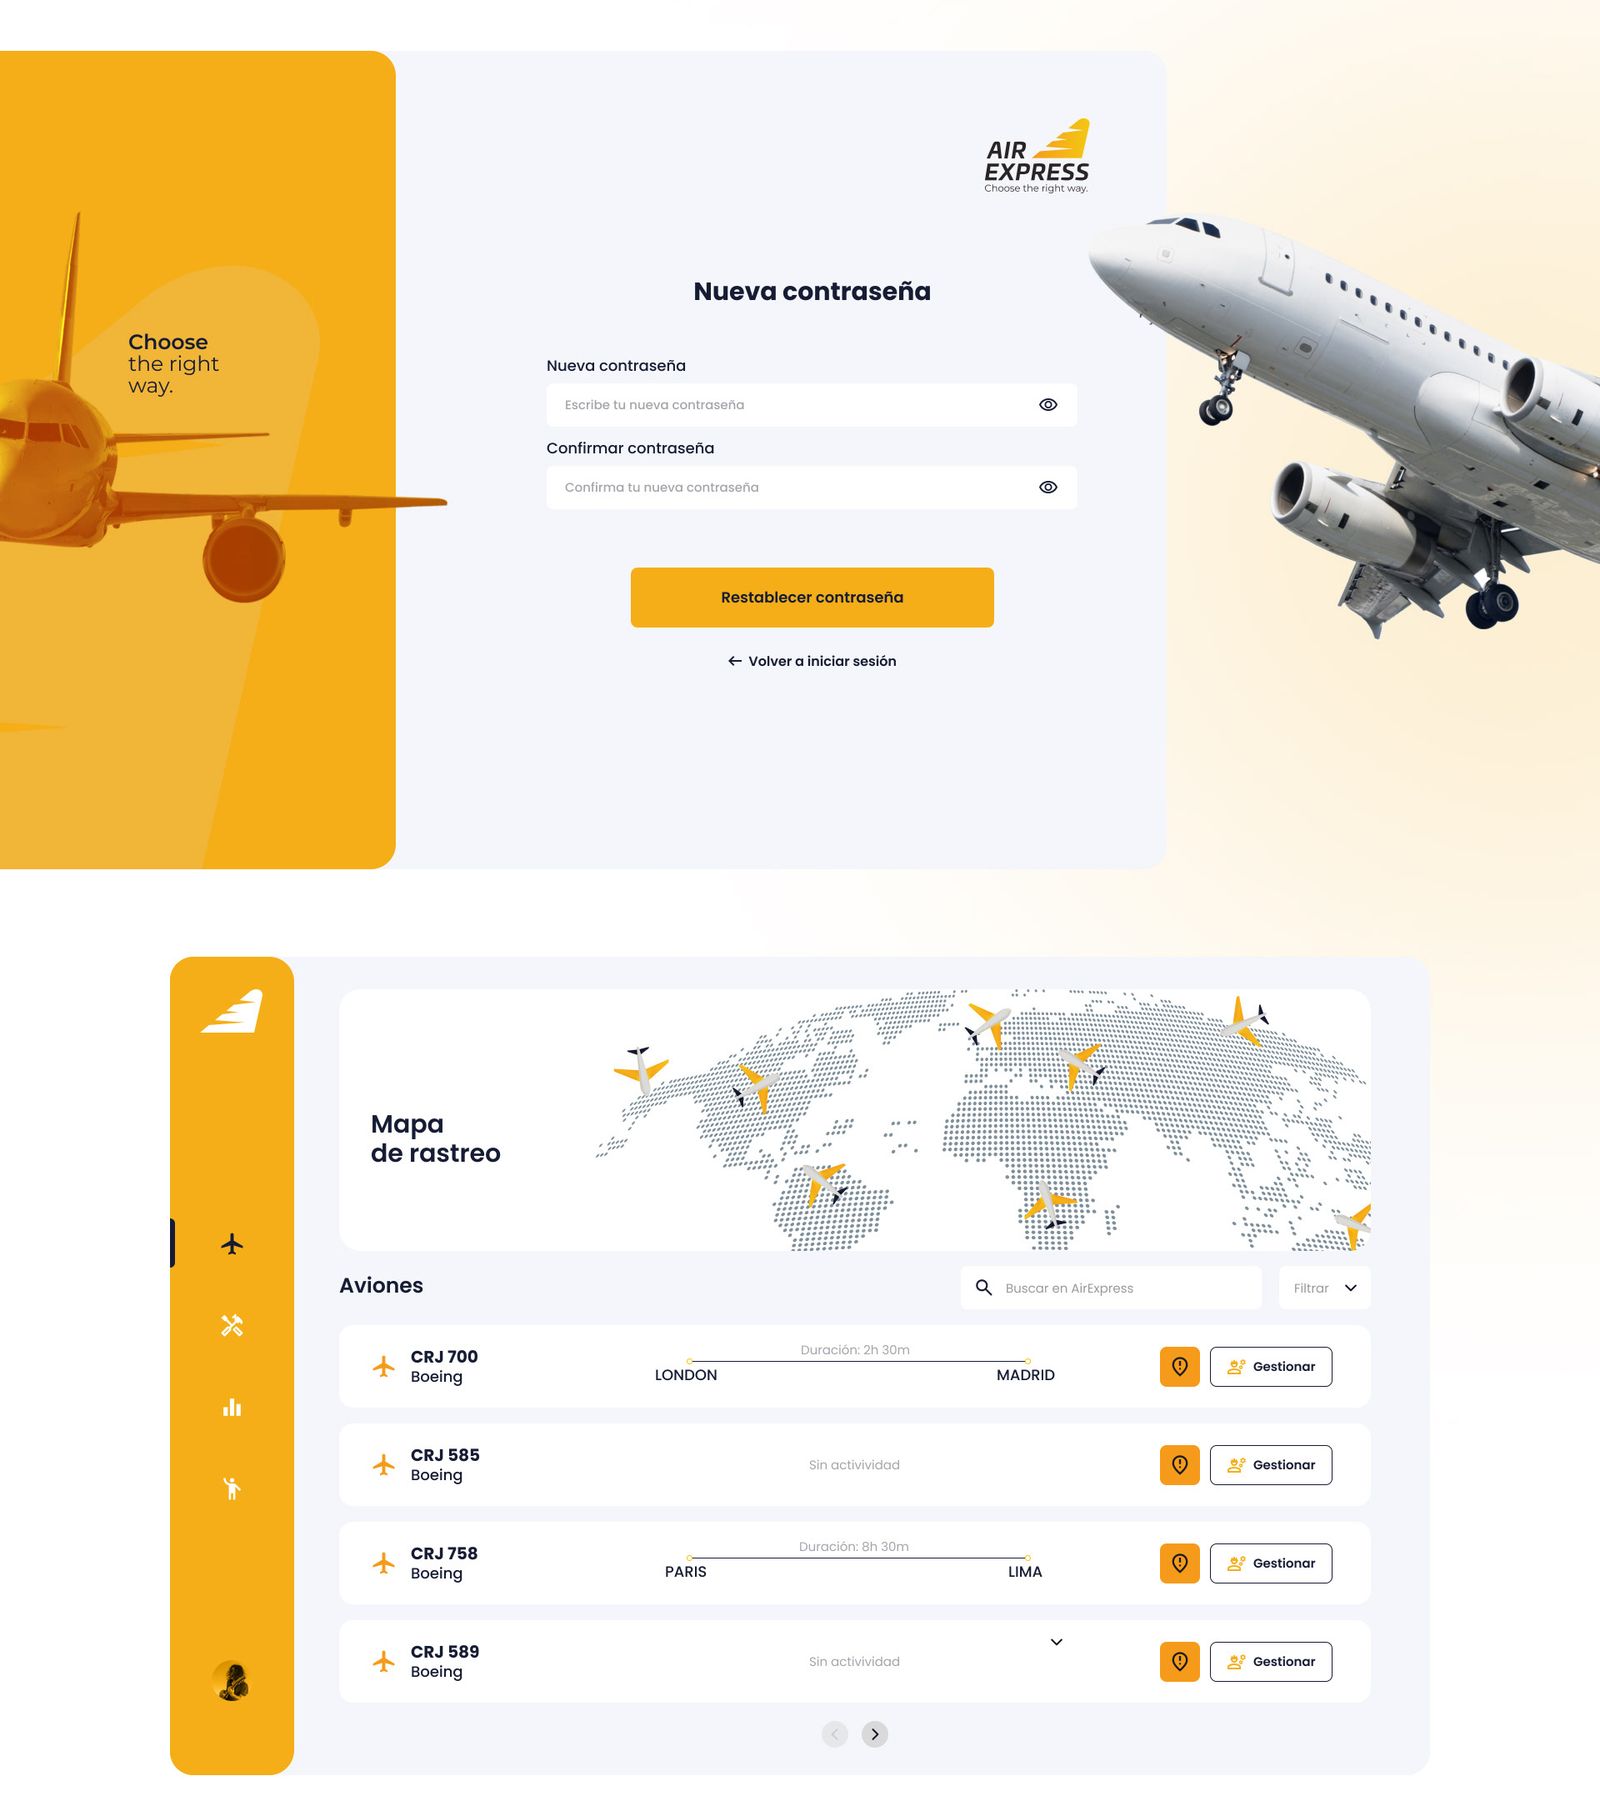 AIR
EXPRESS
Choose the right way.
Choose
the right
way.
Nueva contraseña
Nueva contraseña
Escribe tu nueva contraseña
Confirmar contraseña
Confirma tu nueva contraseña
Restablecer contraseña
Volver a iniciar sesión
Mapa
de rastreo
Aviones
Buscar en AirExpress
Filtrar
CRJ 700
Boeing
Duración: 2h 30m
LONDON
MADRID
Gestionar
CRJ 585
Boeing
Sin activividad
Gestionar
CRJ 758
Boeing
Duración: 8h 30m
PARIS
LIMA
Gestionar
CRJ 589
Boeing
Sin activividad
Gestionar